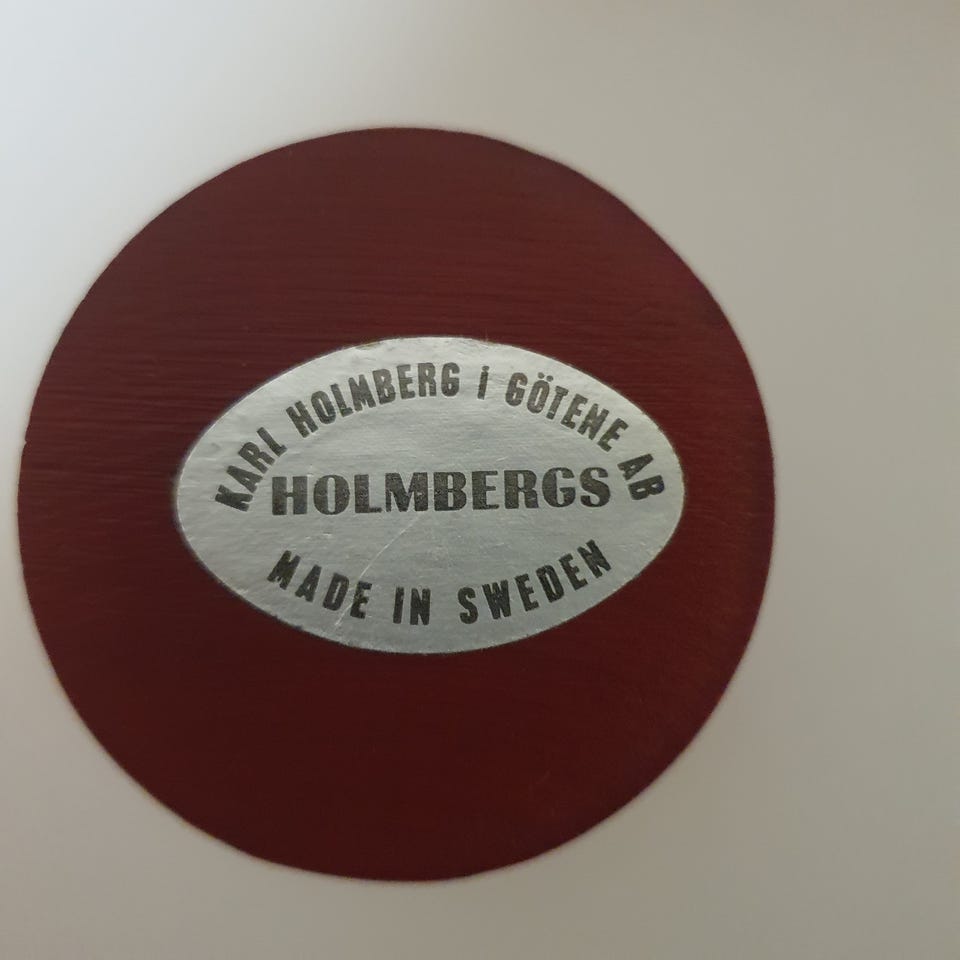 KARL HOLMBERG i GÖTENE AB
HOLMBERGS
MADE IN SWEDEN